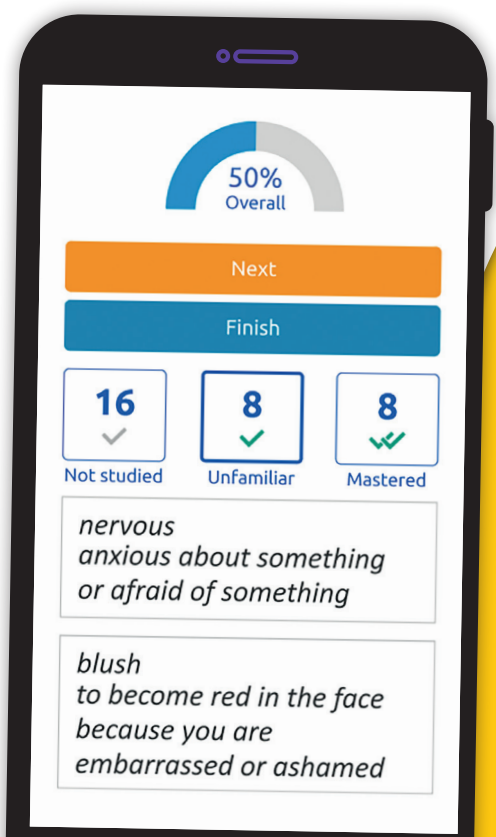 50%
Overall
Next
Finish
16
8
8
Not studied
Unfamiliar
Mastered
nervous
anxious about something
or afraid of something
blush
to become red in the face
because you are
embarrassed or ashamed